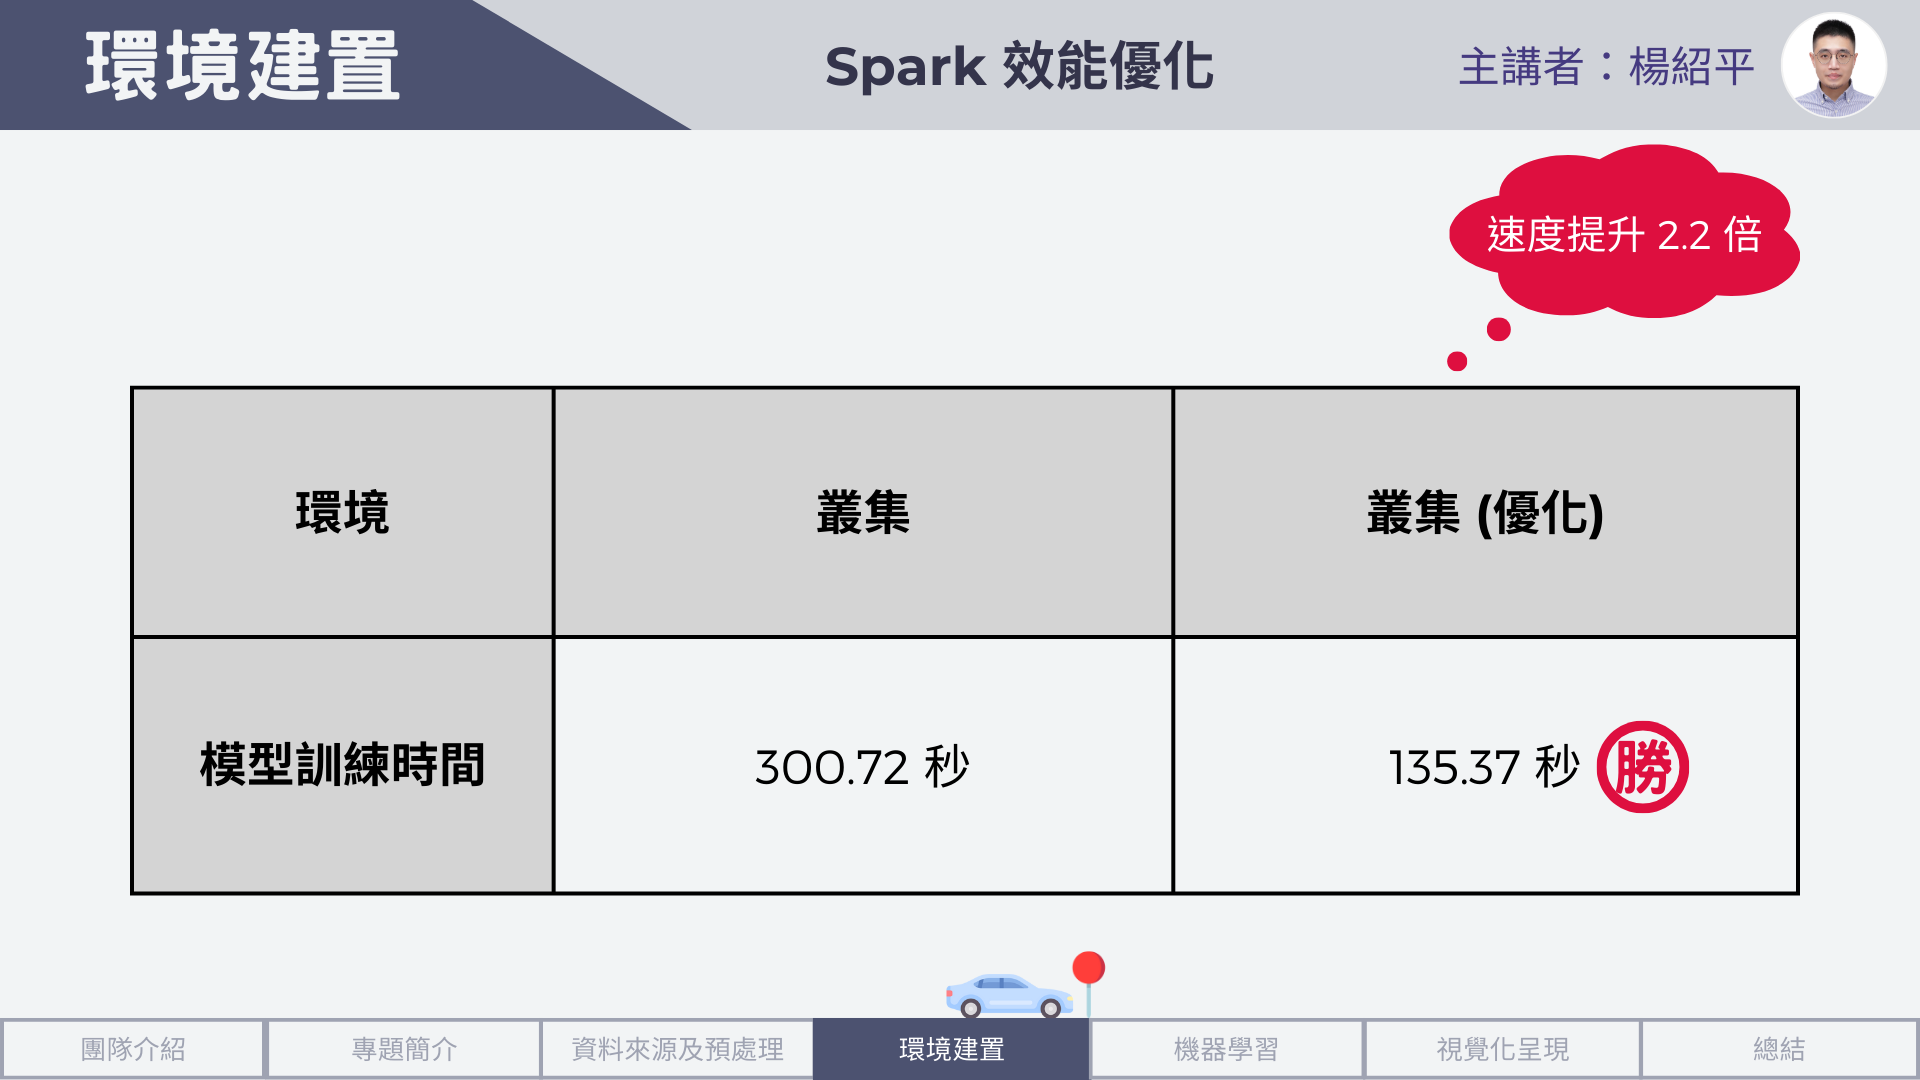 環境建置
Spark 效能優化
主講者：楊紹平
速度提升 2.2 倍
環境
叢集
叢集 (優化)
模型訓練時間
300.72 秒
135.37 秒
勝
團隊介紹
專題簡介
資料來源及預處理
環境建置
機器學習
視覺化呈現
總結